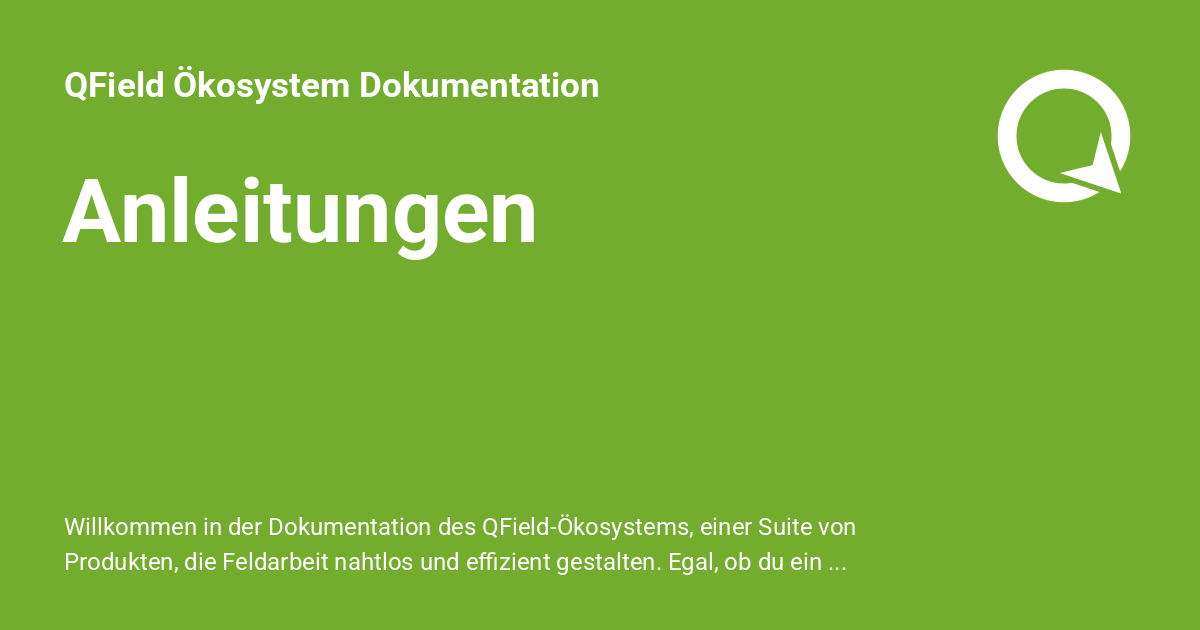 QField Ökosystem Dokumentation
Anleitungen
Willkommen in der Dokumentation des QField-Ökosystems, einer Suite von
Produkten, die Feldarbeit nahtlos und effizient gestalten. Egal, ob du ein ...